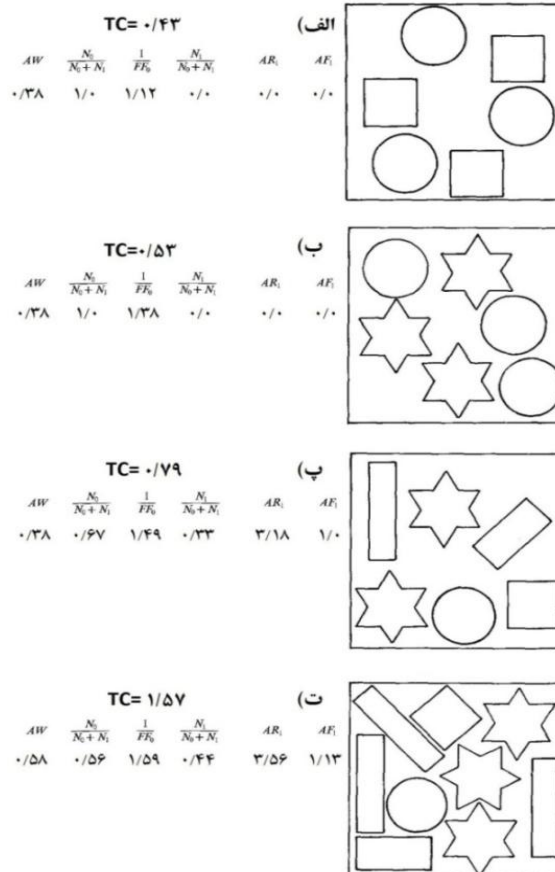 الف) TC=۰/۴۳
AW N₀/(N₀+N₁) 1/FF₀ N₁/(N₀+N₁) AR₁ AF₁
۰/۳۸ ۱/۰ ۱/۱۲ ۰/۰ ۰/۰ ۰/۰
ب) TC=۰/۵۳
AW N₀/(N₀+N₁) 1/FF₀ N₁/(N₀+N₁) AR₁ AF₁
۰/۳۸ ۱/۰ ۱/۳۸ ۰/۰ ۰/۰ ۰/۰
پ) TC= ۰/۷۹
AW N₀/(N₀+N₁) 1/FF₀ N₁/(N₀+N₁) AR₁ AF₁
۰/۳۸ ۰/۶۷ ۱/۴۹ ۰/۳۳ ۳/۱۸ ۱/۰
ت) TC= ۱/۵۷
AW N₀/(N₀+N₁) 1/FF₀ N₁/(N₀+N₁) AR₁ AF₁
۰/۵۸ ۰/۵۶ ۱/۵۹ ۰/۴۴ ۳/۵۶ ۱/۱۳